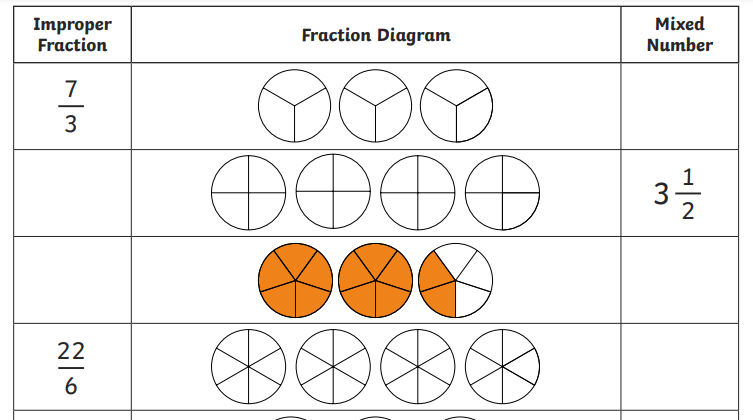 Improper
Fraction
Fraction Diagram
Mixed
Number
7
3
3 1
2
22
6